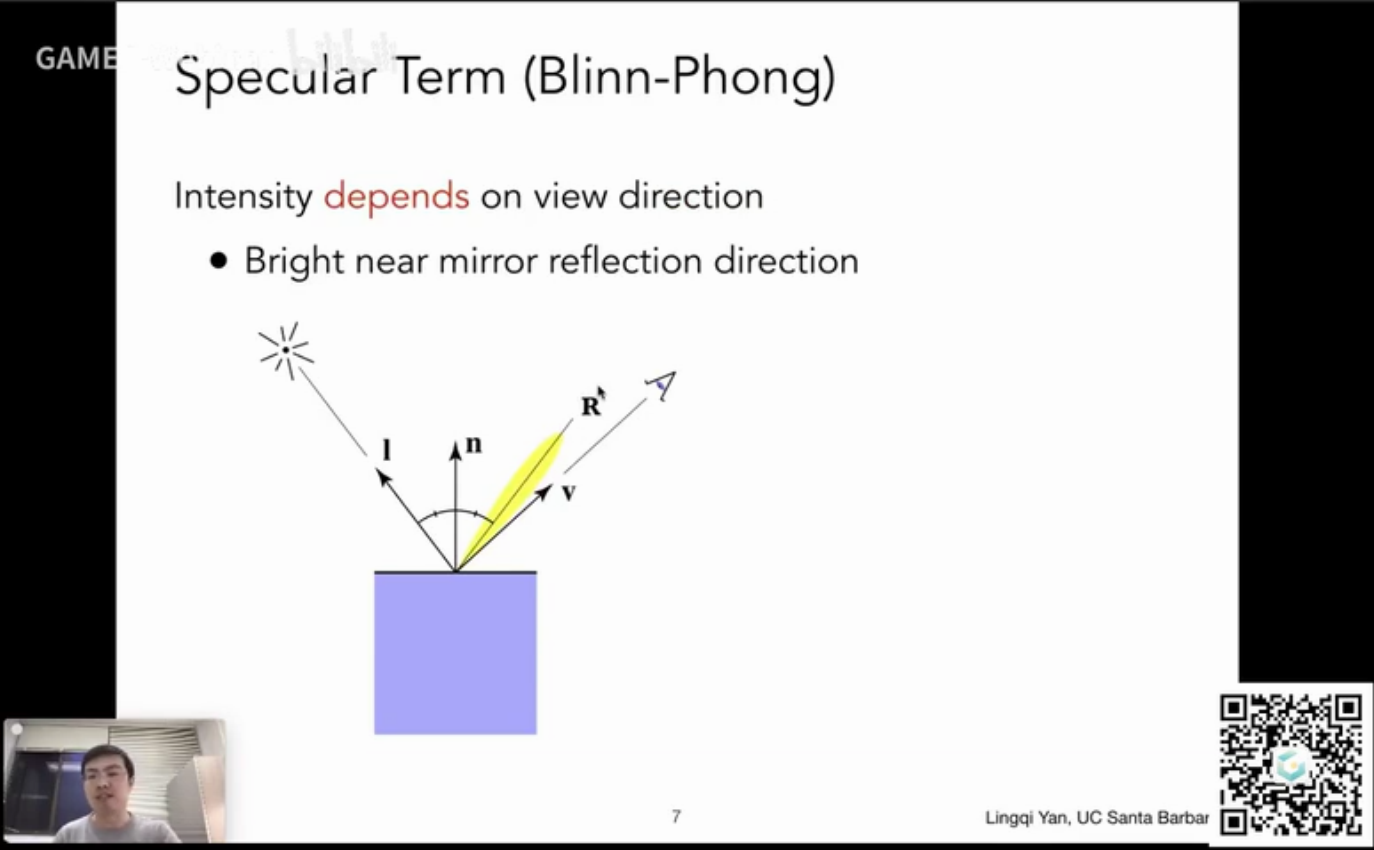 GAME
Specular Term (Blinn-Phong)
Intensity depends on view direction
● Bright near mirror reflection direction
R
l
n
v
7
Lingqi Yan, UC Santa Barbar